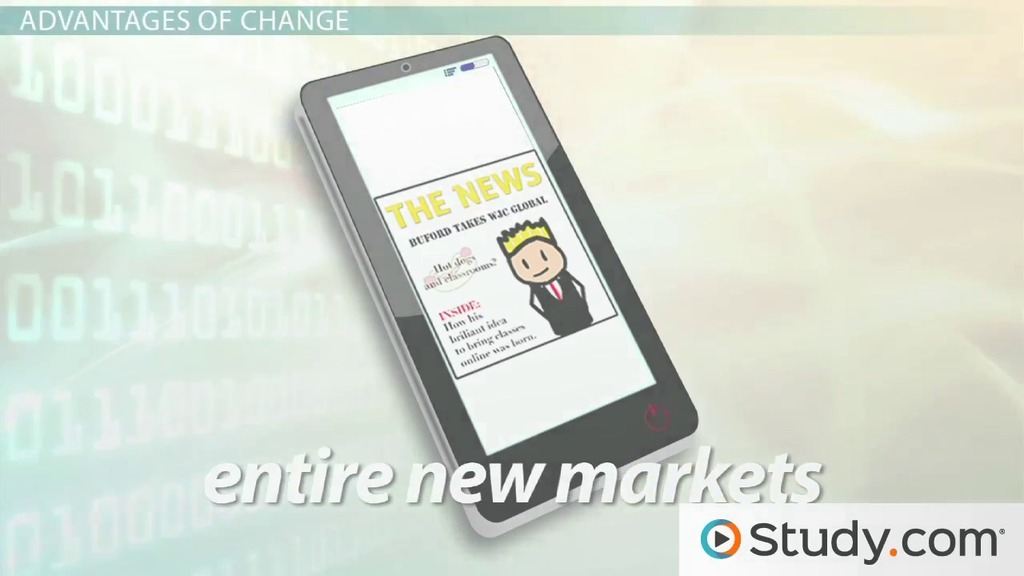 ADVANTAGES OF CHANGE
THE NEWS
BUFORD TAKES WJC GLOBAL
Hot dogs
and classrooms?
INSIDE:
How his
briliant idea
to bring classes
online was born.
entire new markets
Study.com®